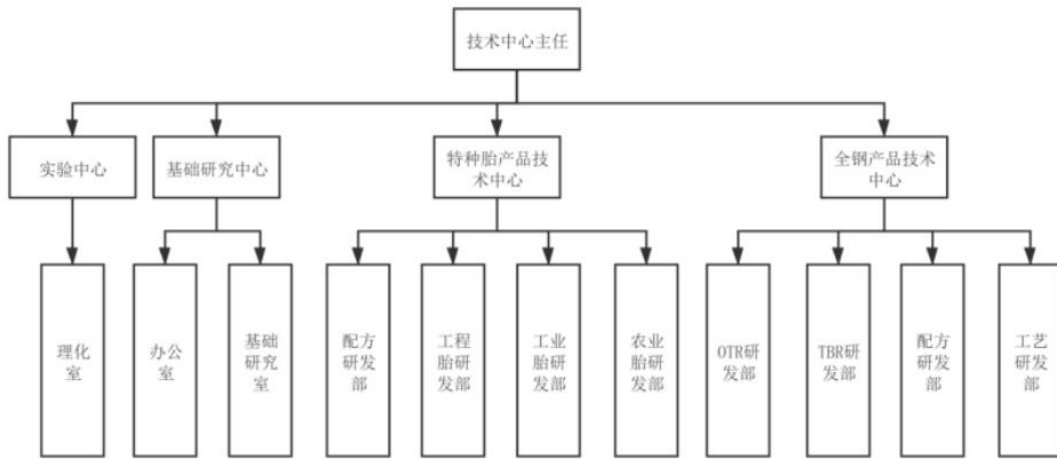 技术中心主任
实验中心
基础研究中心
特种胎产品技
术中心
全钢产品技术
中心
理化
室
办公
室
基础
研究
室
配方
研发
部
工程
胎研
发部
工业
胎研
发部
农业
胎研
发部
OTR研
发部
TBR研
发部
配方
研发
部
工艺
研发
部